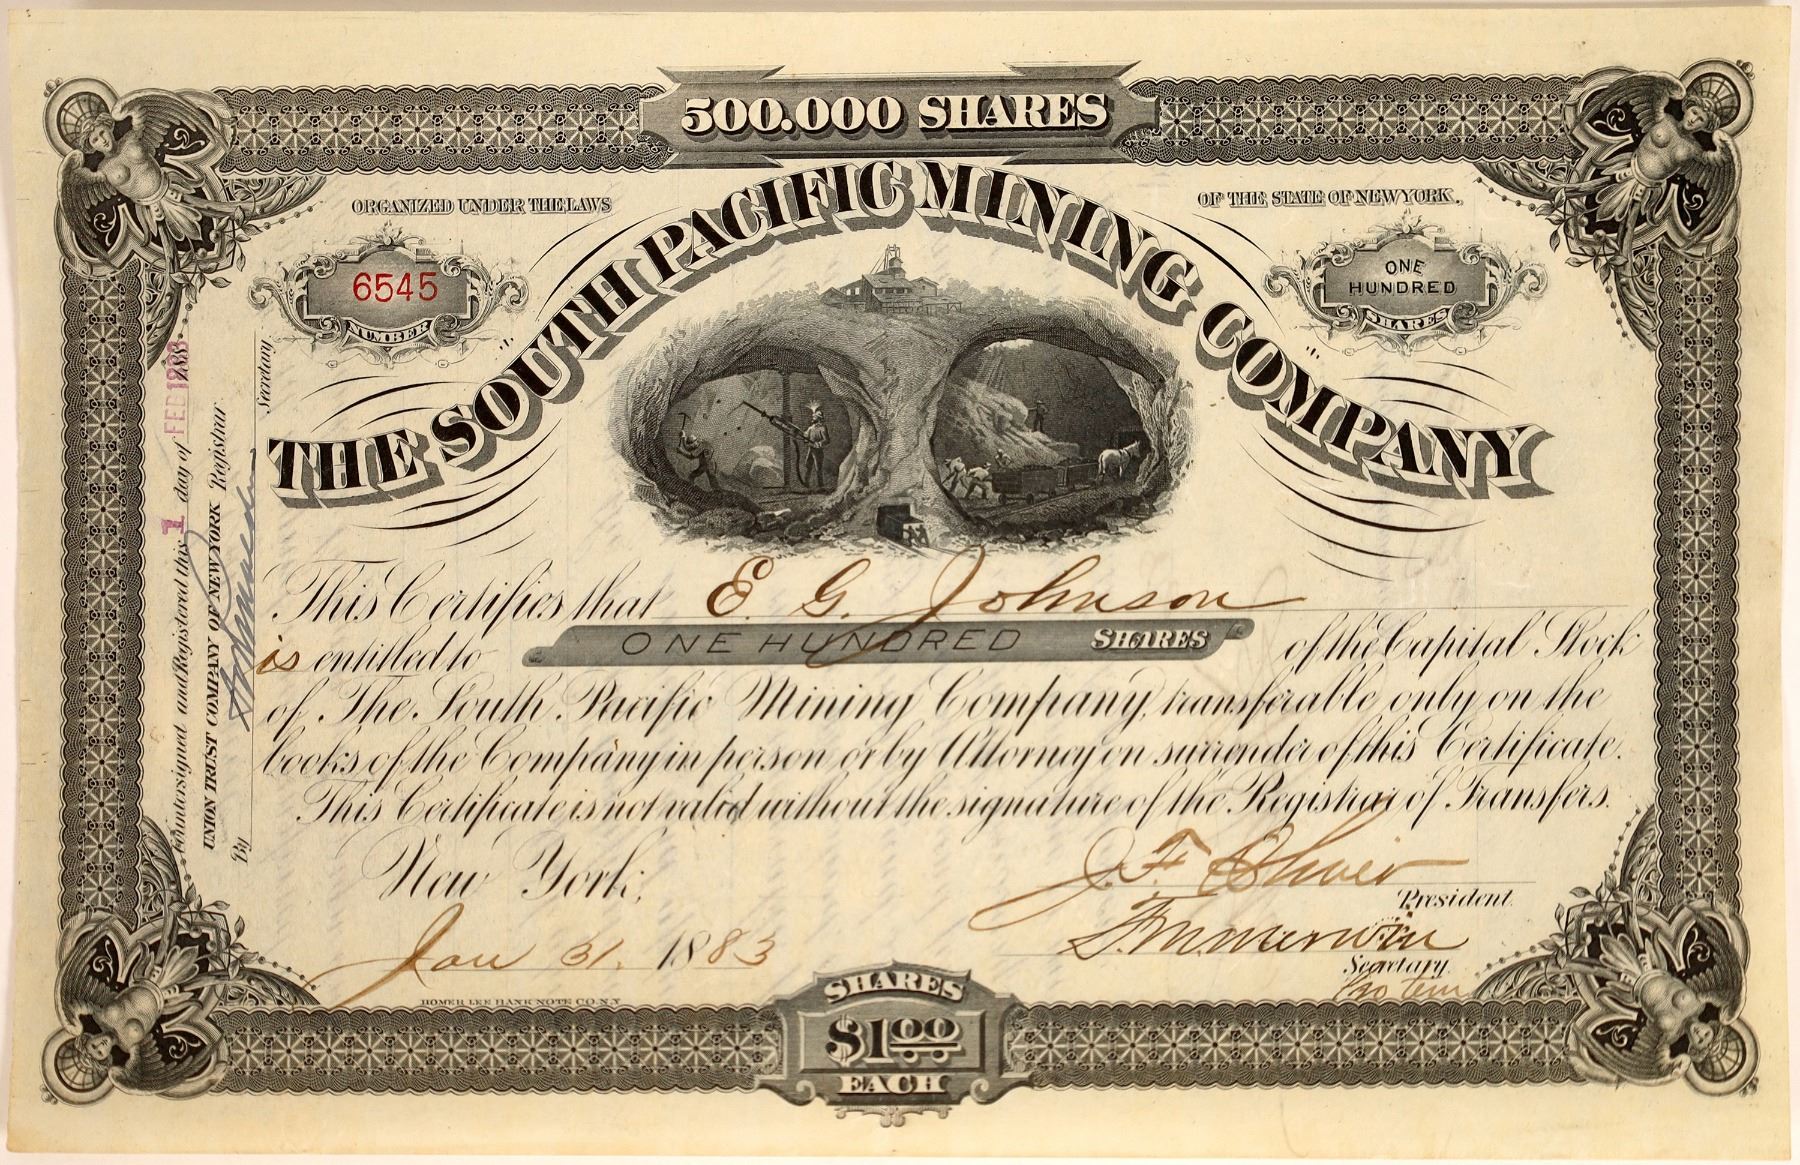 500.000 SHARES
ORGANIZED UNDER THE LAWS
OF THE STATE OF NEW YORK.
THE SOUTH PACIFIC MINING COMPANY
6545
NUMBER
ONE
HUNDRED
SHARES
This Certifies that E. G. Johnson
is entitled to ONE HUNDRED SHARES of the Capital Stock
of The South Pacific Mining Company, transferable only on the
books of the Company in person or by Attorney on surrender of this Certificate.
This Certificate is not valid without the signature of the Registrar of Transfers.
New York,
Jan 31. 1883
President
Secretary
Pro tem
HOMER LEE BANK NOTE CO. N.Y.
SHARES
$1.00
EACH
Countersigned and Registered this 1 day of FEB 1883
UNION TRUST COMPANY OF NEW YORK Registrar
By Secretary